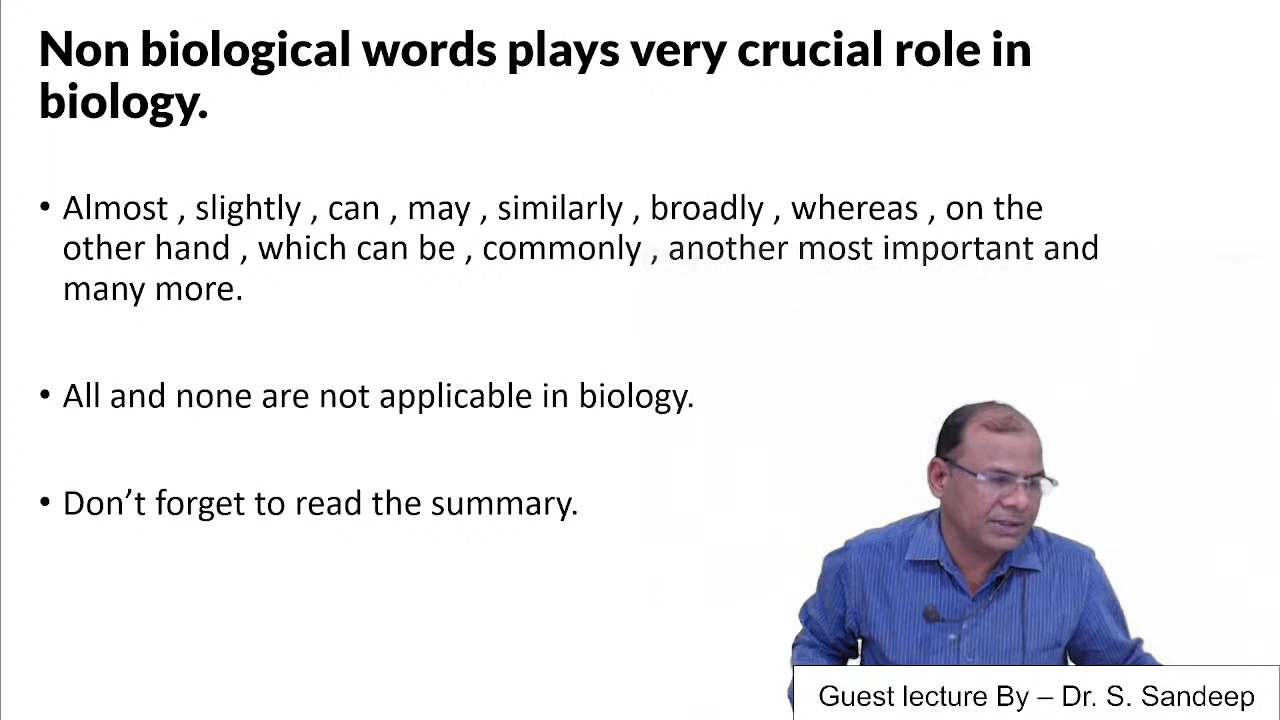 Non biological words plays very crucial role in
biology.
• Almost , slightly , can , may , similarly , broadly , whereas , on the
other hand , which can be , commonly , another most important and
many more.
• All and none are not applicable in biology.
• Don’t forget to read the summary.
Guest lecture By – Dr. S. Sandeep